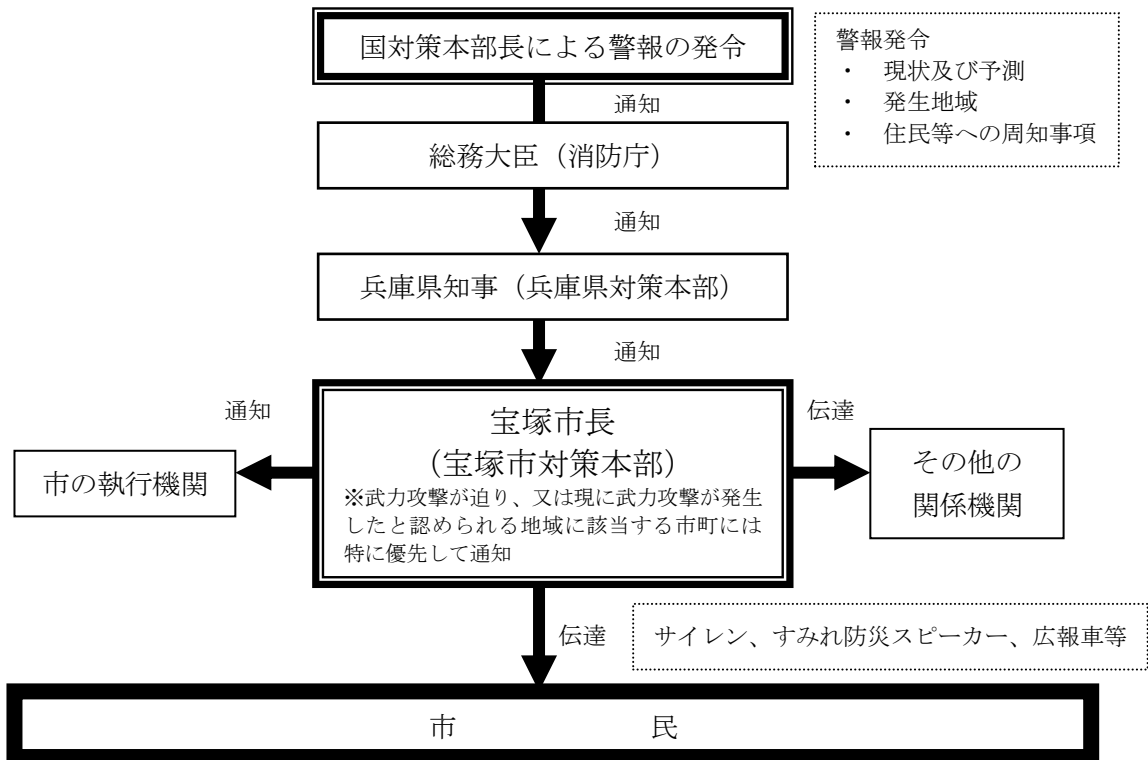 国対策本部長による警報の発令
警報発令
・ 現状及び予測
・ 発生地域
・ 住民等への周知事項
通知
総務大臣（消防庁）
通知
兵庫県知事（兵庫県対策本部）
通知
通知
宝塚市長
（宝塚市対策本部）
※武力攻撃が迫り、又は現に武力攻撃が発生
したと認められる地域に該当する市町には
特に優先して通知
伝達
市の執行機関
その他の
関係機関
伝達
サイレン、すみれ防災スピーカー、広報車等
市 民